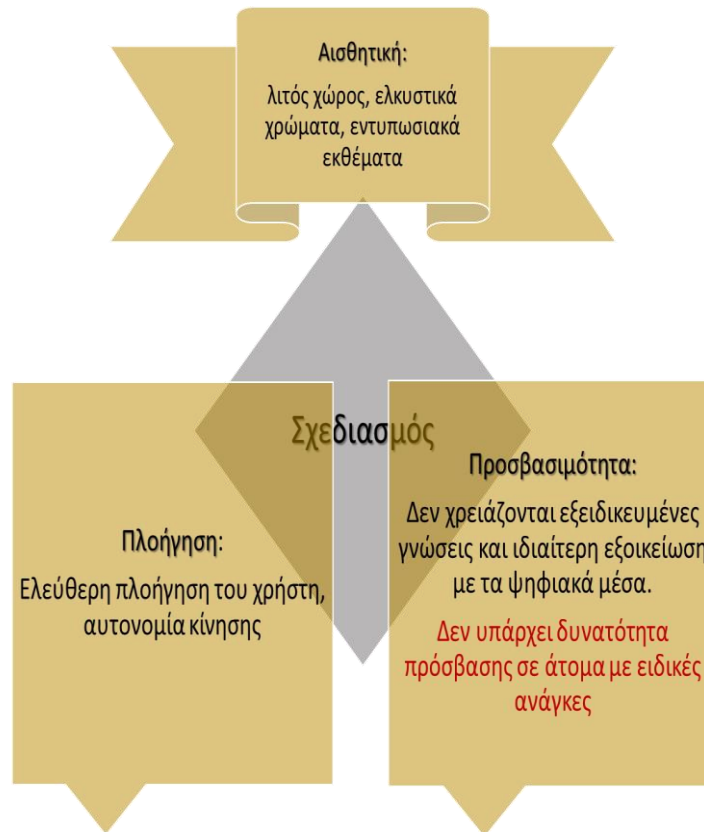 Αισθητική:
λιτός χώρος, ελκυστικά
χρώματα, εντυπωσιακά
εκθέματα
Σχεδιασμός
Πλοήγηση:
Ελεύθερη πλοήγηση του χρήστη,
αυτονομία κίνησης
Προσβασιμότητα:
Δεν χρειάζονται εξειδικευμένες
γνώσεις και ιδιαίτερη εξοικείωση
με τα ψηφιακά μέσα.
Δεν υπάρχει δυνατότητα
πρόσβασης σε άτομα με ειδικές
ανάγκες